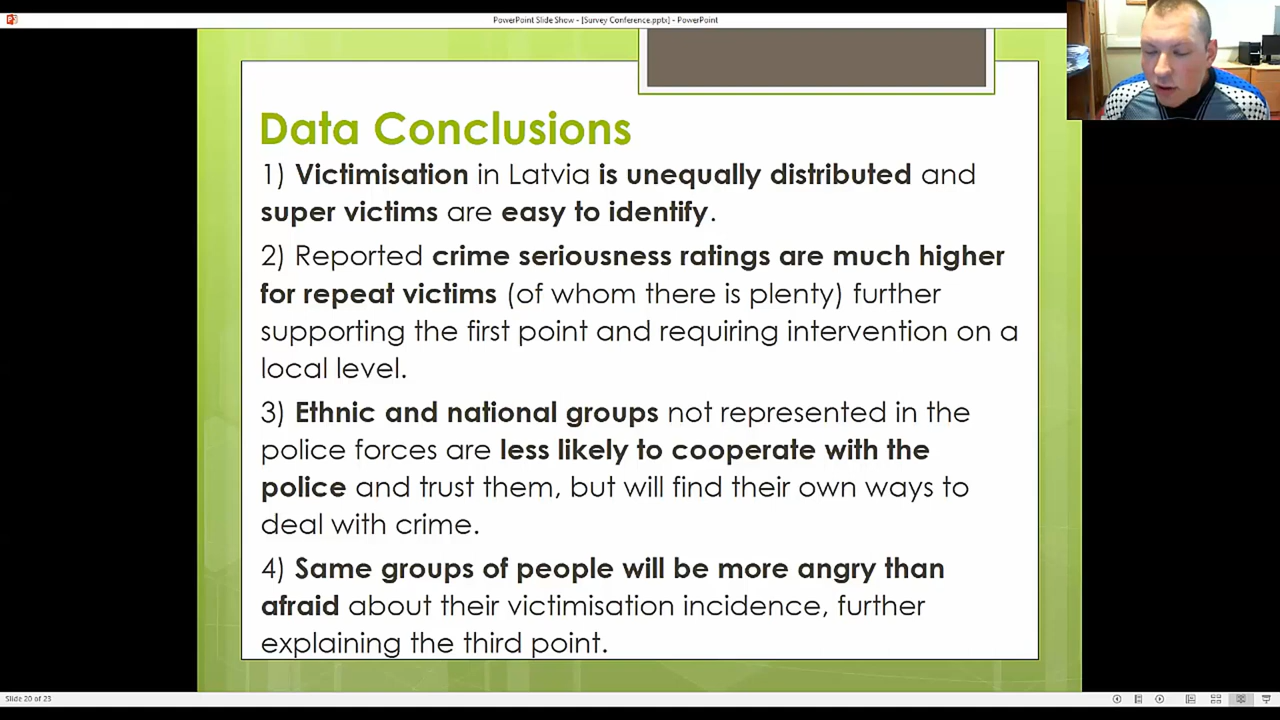 PowerPoint Slide Show - [Survey Conference.pptx] - PowerPoint
Data Conclusions
1) Victimisation in Latvia is unequally distributed and
super victims are easy to identify.
2) Reported crime seriousness ratings are much higher
for repeat victims (of whom there is plenty) further
supporting the first point and requiring intervention on a
local level.
3) Ethnic and national groups not represented in the
police forces are less likely to cooperate with the
police and trust them, but will find their own ways to
deal with crime.
4) Same groups of people will be more angry than
afraid about their victimisation incidence, further
explaining the third point.
Slide 20 of 23